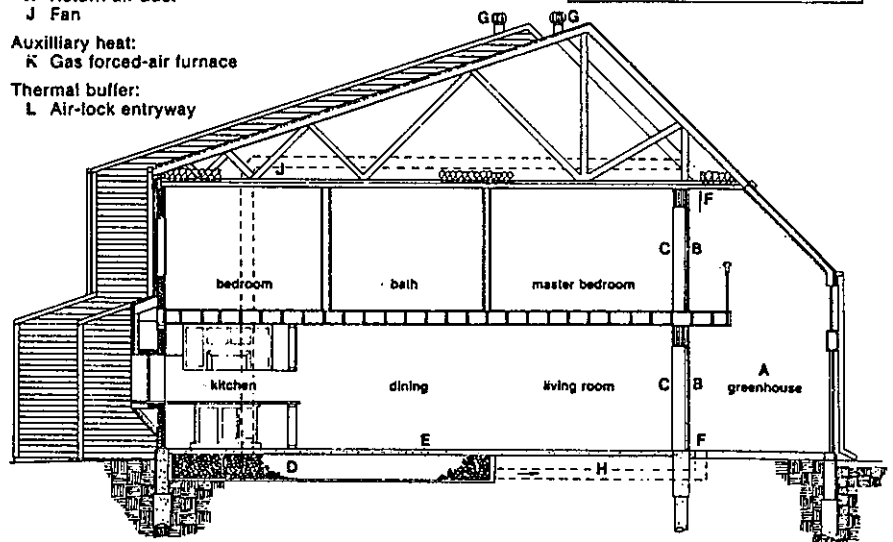 J Fan
Auxilliary heat:
K Gas forced-air furnace
Thermal buffer:
L Air-lock entryway
G G
J
F
C B
bedroom bath master bedroom
A
kitchen dining living room C B greenhouse
E F
D H